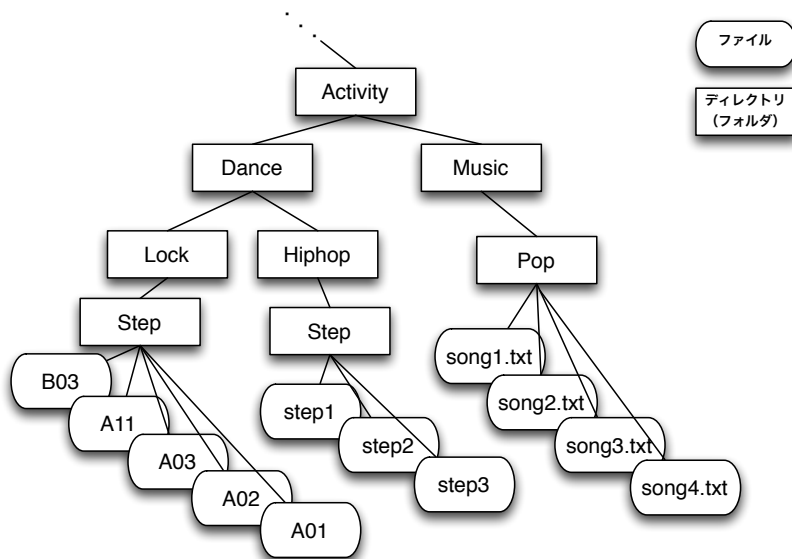 ファイル
Activity
ディレクトリ
(フォルダ)
Dance
Music
Lock
Hiphop
Pop
Step
Step
song1.txt
B03
song2.txt
step1
A11
step2
song3.txt
A03
step3
song4.txt
A02
A01